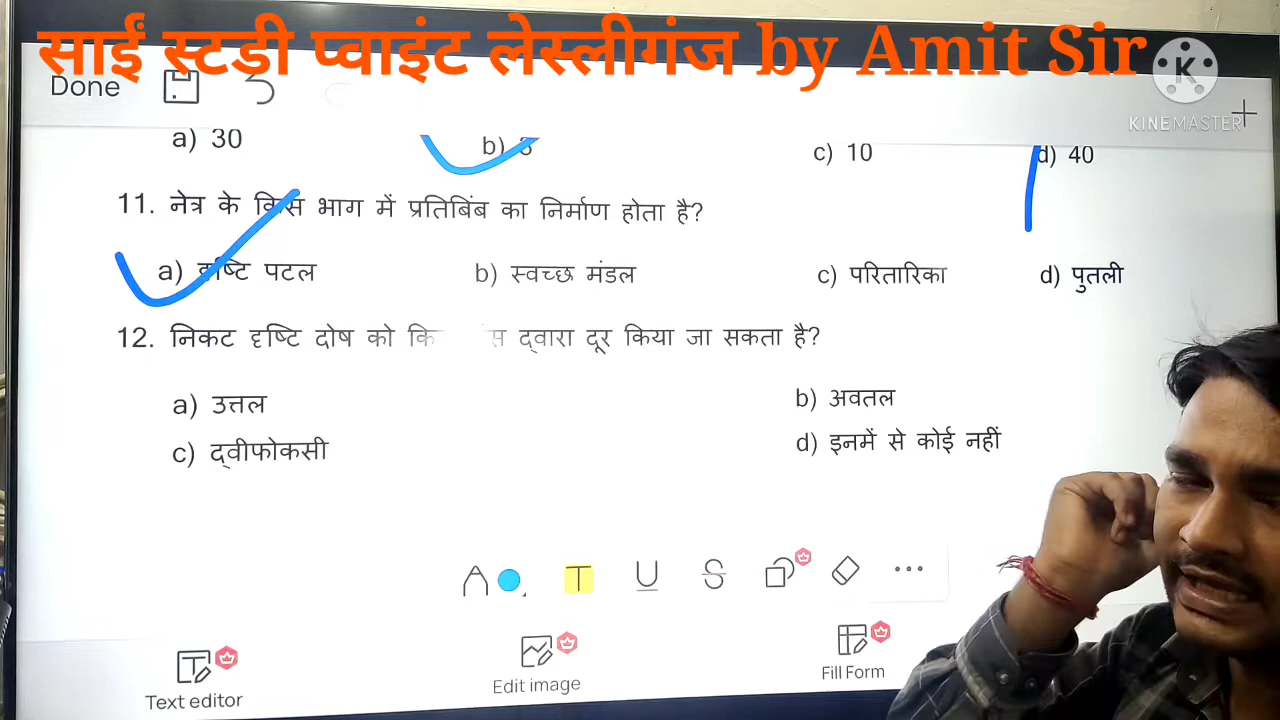 साईं स्टडी प्वाइंट लेस्लीगंज by Amit Sir
Done
KINEMASTER
a) 30 b) c) 10 d) 40
11. नेत्र के किस भाग में प्रतिबिंब का निर्माण होता है?
a) दृष्टि पटल b) स्वच्छ मंडल c) परितारिका d) पुतली
12. निकट दृष्टि दोष को द्वारा दूर किया जा सकता है?
a) उत्तल b) अवतल
c) द्वीफोकसी d) इनमें से कोई नहीं
Text editor Edit image Fill Form